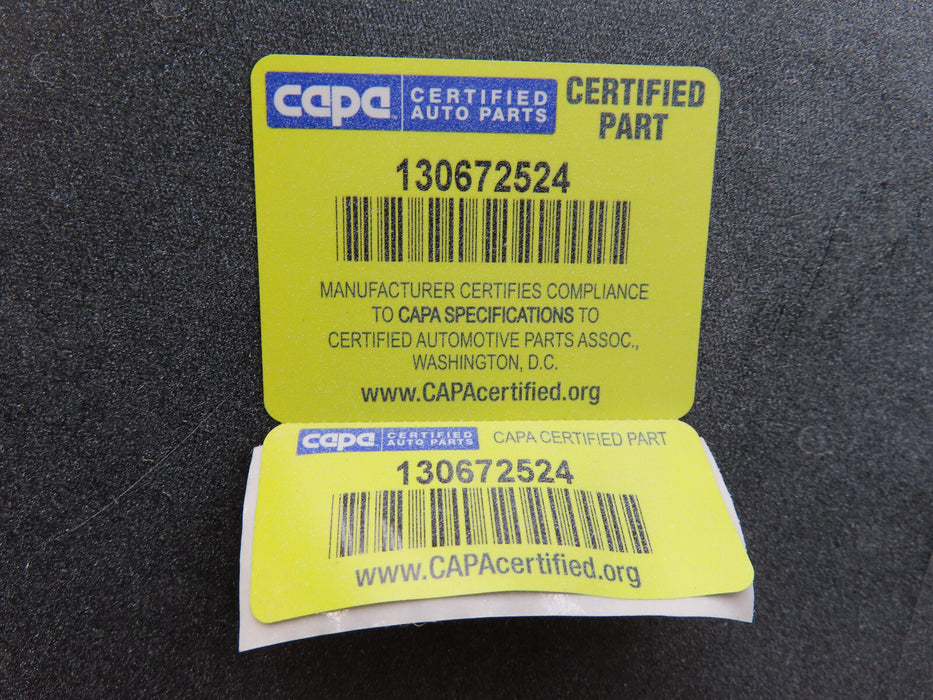 capa CERTIFIED AUTO PARTS
CERTIFIED PART
130672524
MANUFACTURER CERTIFIES COMPLIANCE
TO CAPA SPECIFICATIONS TO
CERTIFIED AUTOMOTIVE PARTS ASSOC.,
WASHINGTON, D.C.
www.CAPAcertified.org
capa CERTIFIED AUTO PARTS CAPA CERTIFIED PART
130672524
www.CAPAcertified.org